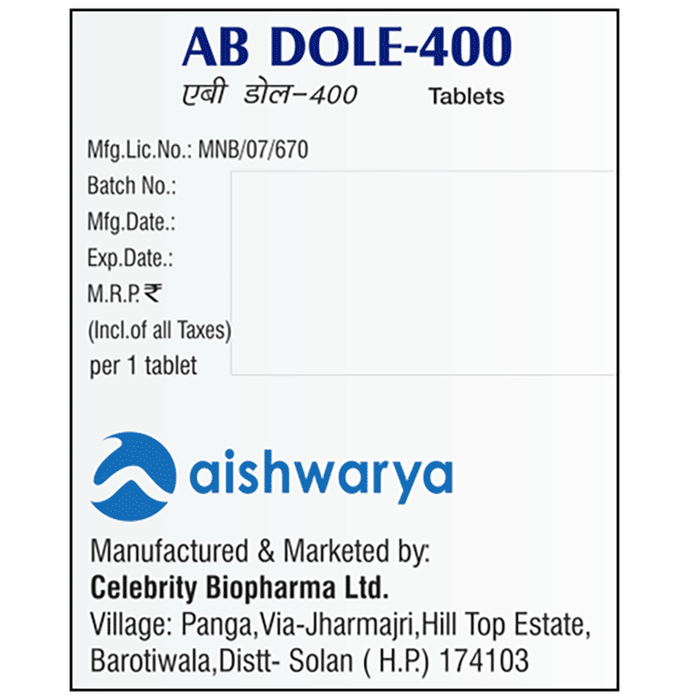 AB DOLE-400
एबी डोल-400 Tablets
Mfg.Lic.No.: MNB/07/670
Batch No.:
Mfg.Date.:
Exp.Date.:
M.R.P.₹
(Incl.of all Taxes)
per 1 tablet
aishwarya
Manufactured & Marketed by:
Celebrity Biopharma Ltd.
Village: Panga,Via-Jharmajri,Hill Top Estate,
Barotiwala,Distt- Solan ( H.P.) 174103